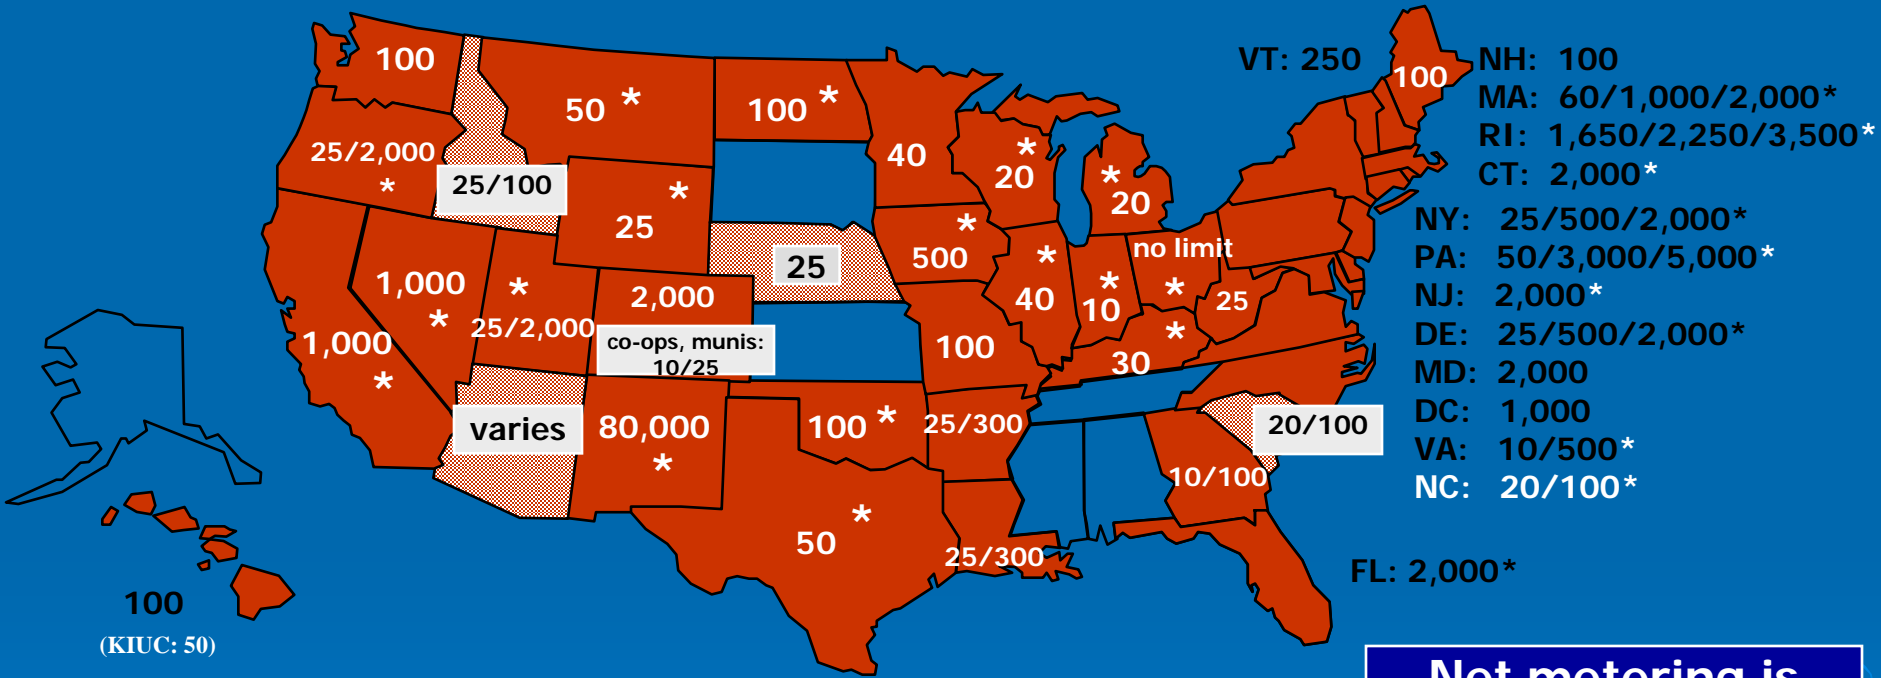 100
50 *
100 *
25/2,000
*
25/100
25
*
25
40
*
20
*
20
*
500
*
40
*
10
no limit
*
25
100
*
30
1,000
*
1,000
*
*
25/2,000
2,000
co-ops, munis:
10/25
varies
80,000
*
100 *
25/300
50 *
25/300
10/100
20/100
100
(KIUC: 50)
100
VT: 250
NH: 100
MA: 60/1,000/2,000*
RI: 1,650/2,250/3,500*
CT: 2,000*
NY: 25/500/2,000*
PA: 50/3,000/5,000*
NJ: 2,000*
DE: 25/500/2,000*
MD: 2,000
DC: 1,000
VA: 10/500*
NC: 20/100*
FL: 2,000*
Net metering is